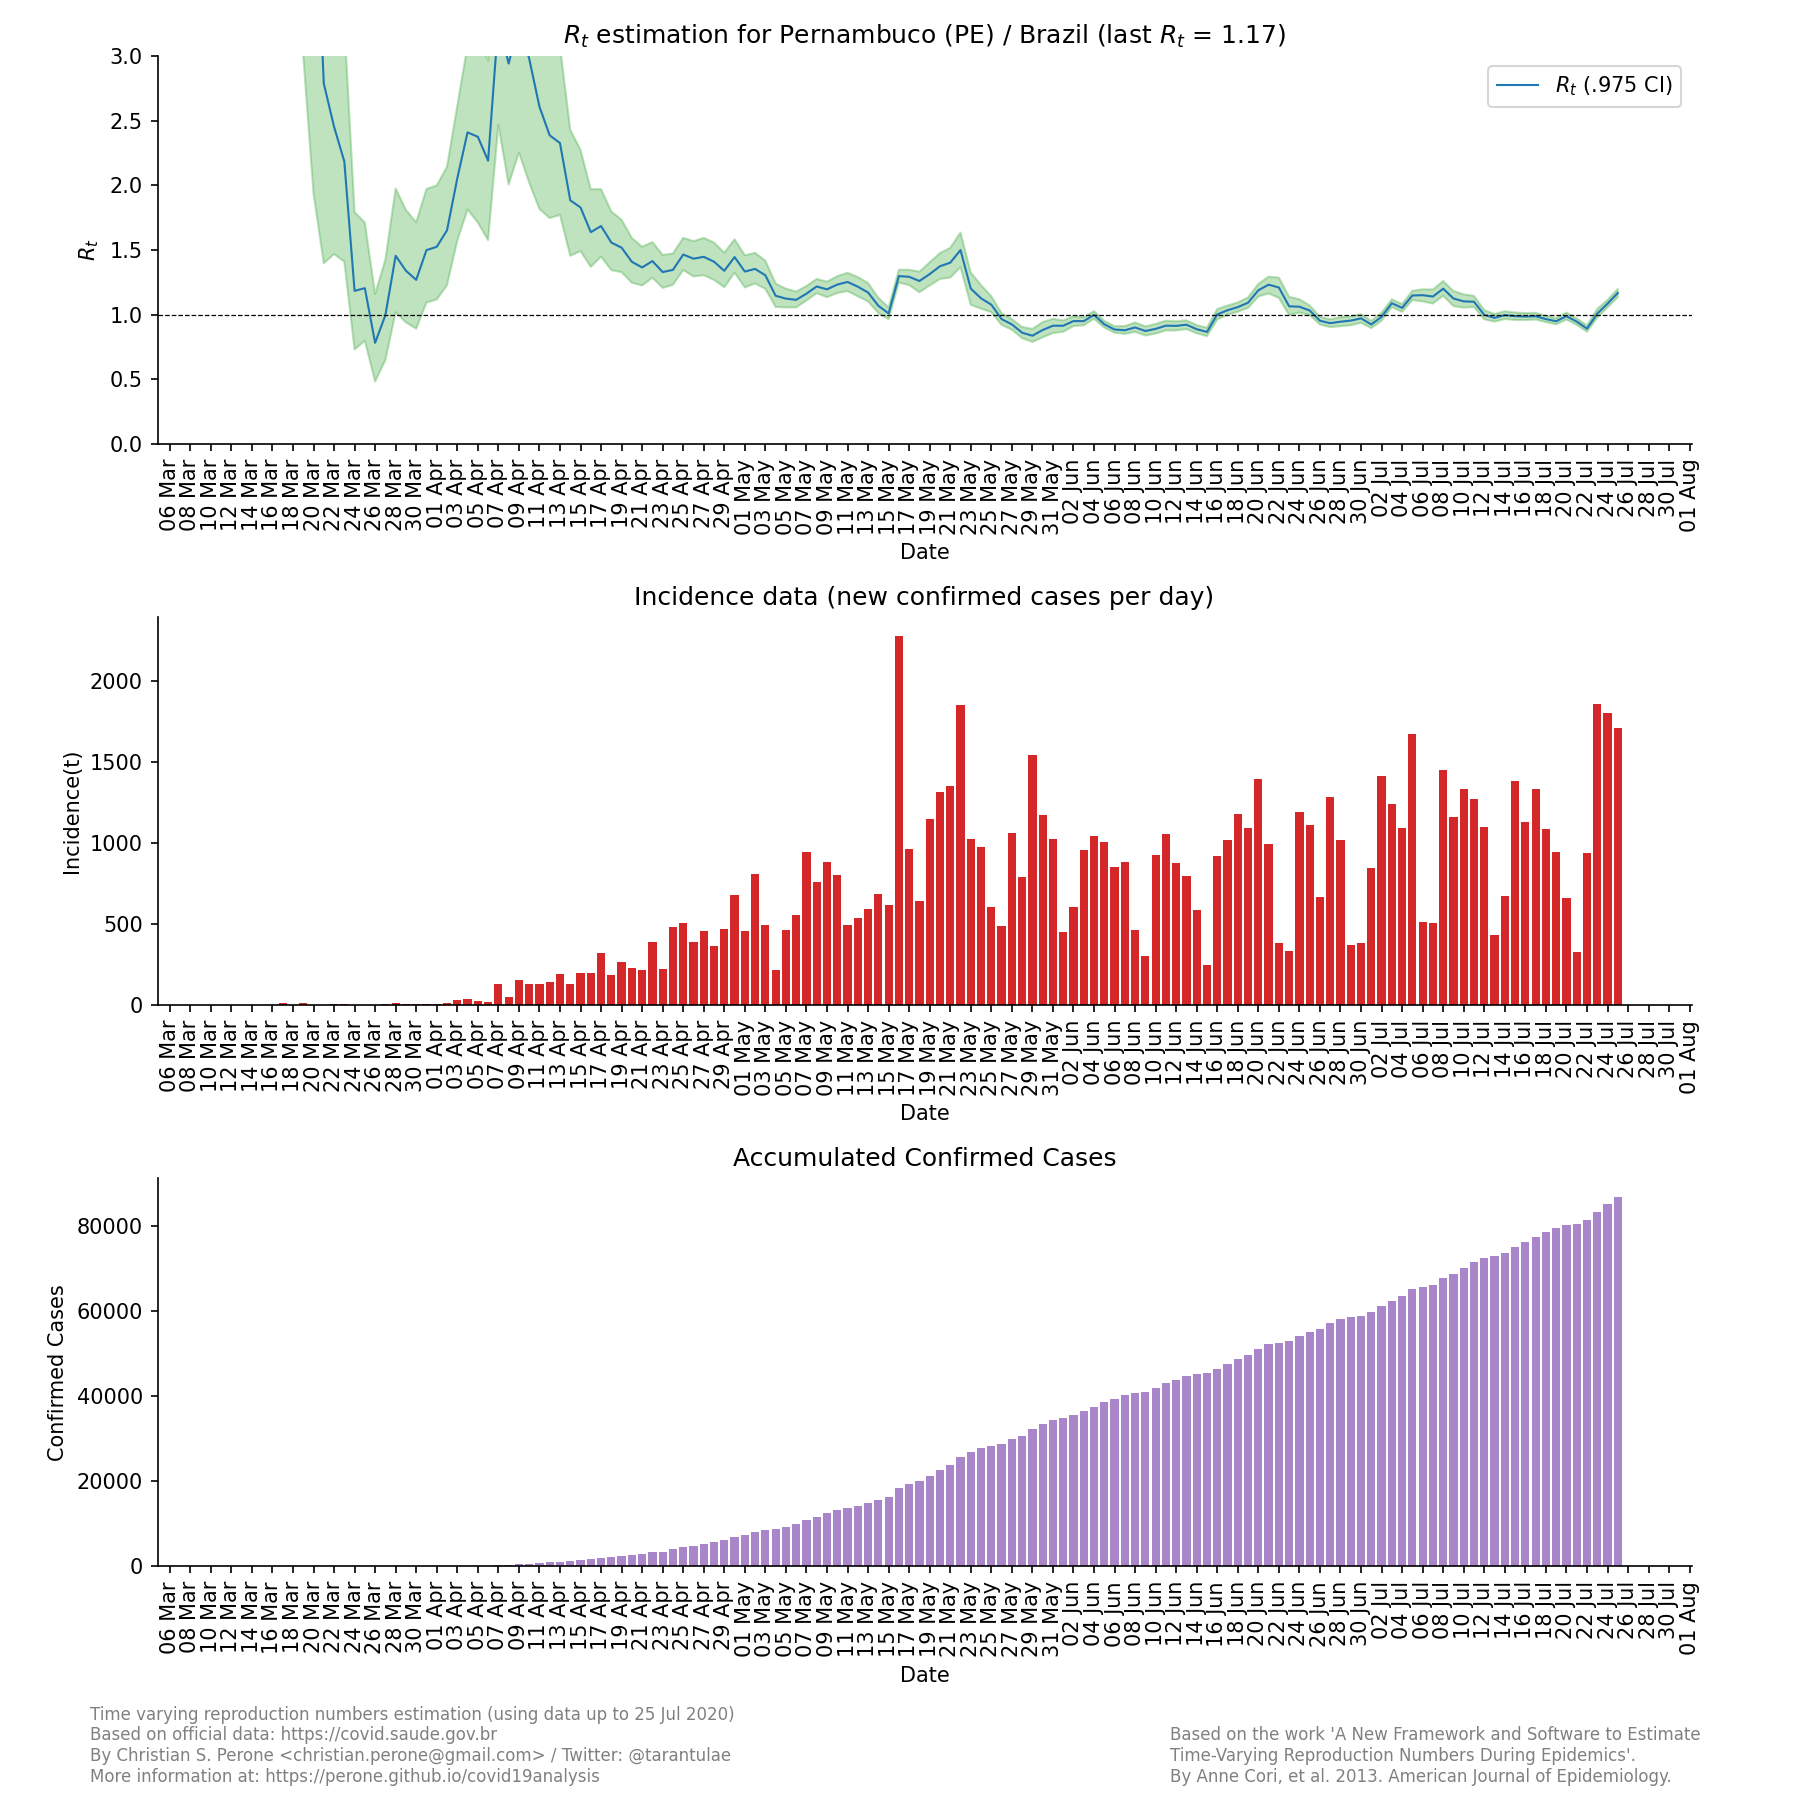 R_t estimation for Pernambuco (PE) / Brazil (last R_t = 1.17)
R_t (.975 CI)
3.0
2.5
2.0
1.5
1.0
0.5
0.0
R_t
06 Mar 08 Mar 10 Mar 12 Mar 14 Mar 16 Mar 18 Mar 20 Mar 22 Mar 24 Mar 26 Mar 28 Mar 30 Mar 01 Apr 03 Apr 05 Apr 07 Apr 09 Apr 11 Apr 13 Apr 15 Apr 17 Apr 19 Apr 21 Apr 23 Apr 25 Apr 27 Apr 29 Apr 01 May 03 May 05 May 07 May 09 May 11 May 13 May 15 May 17 May 19 May 21 May 23 May 25 May 27 May 29 May 31 May 02 Jun 04 Jun 06 Jun 08 Jun 10 Jun 12 Jun 14 Jun 16 Jun 18 Jun 20 Jun 22 Jun 24 Jun 26 Jun 28 Jun 30 Jun 02 Jul 04 Jul 06 Jul 08 Jul 10 Jul 12 Jul 14 Jul 16 Jul 18 Jul 20 Jul 22 Jul 24 Jul 26 Jul 28 Jul 30 Jul 01 Aug
Date
Incidence data (new confirmed cases per day)
2000
1500
1000
500
0
Incidence(t)
06 Mar 08 Mar 10 Mar 12 Mar 14 Mar 16 Mar 18 Mar 20 Mar 22 Mar 24 Mar 26 Mar 28 Mar 30 Mar 01 Apr 03 Apr 05 Apr 07 Apr 09 Apr 11 Apr 13 Apr 15 Apr 17 Apr 19 Apr 21 Apr 23 Apr 25 Apr 27 Apr 29 Apr 01 May 03 May 05 May 07 May 09 May 11 May 13 May 15 May 17 May 19 May 21 May 23 May 25 May 27 May 29 May 31 May 02 Jun 04 Jun 06 Jun 08 Jun 10 Jun 12 Jun 14 Jun 16 Jun 18 Jun 20 Jun 22 Jun 24 Jun 26 Jun 28 Jun 30 Jun 02 Jul 04 Jul 06 Jul 08 Jul 10 Jul 12 Jul 14 Jul 16 Jul 18 Jul 20 Jul 22 Jul 24 Jul 26 Jul 28 Jul 30 Jul 01 Aug
Date
Accumulated Confirmed Cases
80000
60000
40000
20000
0
Confirmed Cases
06 Mar 08 Mar 10 Mar 12 Mar 14 Mar 16 Mar 18 Mar 20 Mar 22 Mar 24 Mar 26 Mar 28 Mar 30 Mar 01 Apr 03 Apr 05 Apr 07 Apr 09 Apr 11 Apr 13 Apr 15 Apr 17 Apr 19 Apr 21 Apr 23 Apr 25 Apr 27 Apr 29 Apr 01 May 03 May 05 May 07 May 09 May 11 May 13 May 15 May 17 May 19 May 21 May 23 May 25 May 27 May 29 May 31 May 02 Jun 04 Jun 06 Jun 08 Jun 10 Jun 12 Jun 14 Jun 16 Jun 18 Jun 20 Jun 22 Jun 24 Jun 26 Jun 28 Jun 30 Jun 02 Jul 04 Jul 06 Jul 08 Jul 10 Jul 12 Jul 14 Jul 16 Jul 18 Jul 20 Jul 22 Jul 24 Jul 26 Jul 28 Jul 30 Jul 01 Aug
Date
Time varying reproduction numbers estimation (using data up to 25 Jul 2020)
Based on official data: https://covid.saude.gov.br
By Christian S. Perone <christian.perone@gmail.com> / Twitter: @tarantulae
More information at: https://perone.github.io/covid19analysis
Based on the work 'A New Framework and Software to Estimate
Time-Varying Reproduction Numbers During Epidemics'.
By Anne Cori, et al. 2013. American Journal of Epidemiology.